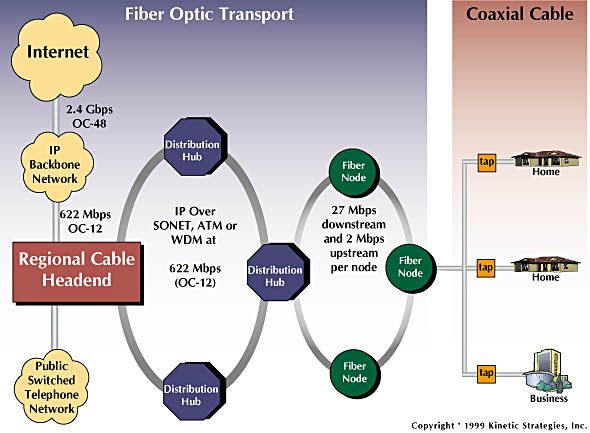 Fiber Optic Transport
Coaxial Cable
Internet
2.4 Gbps
OC-48
IP
Backbone
Network
622 Mbps
OC-12
Regional Cable
Headend
Public
Switched
Telephone
Network
Distribution
Hub
IP Over
SONET, ATM or
WDM at
622 Mbps
(OC-12)
Distribution
Hub
Distribution
Hub
Fiber
Node
27 Mbps
downstream
and 2 Mbps
upstream
per node
Fiber
Node
Fiber
Node
tap
Home
tap
Home
tap
Business
Copyright ' 1999 Kinetic Strategies, Inc.